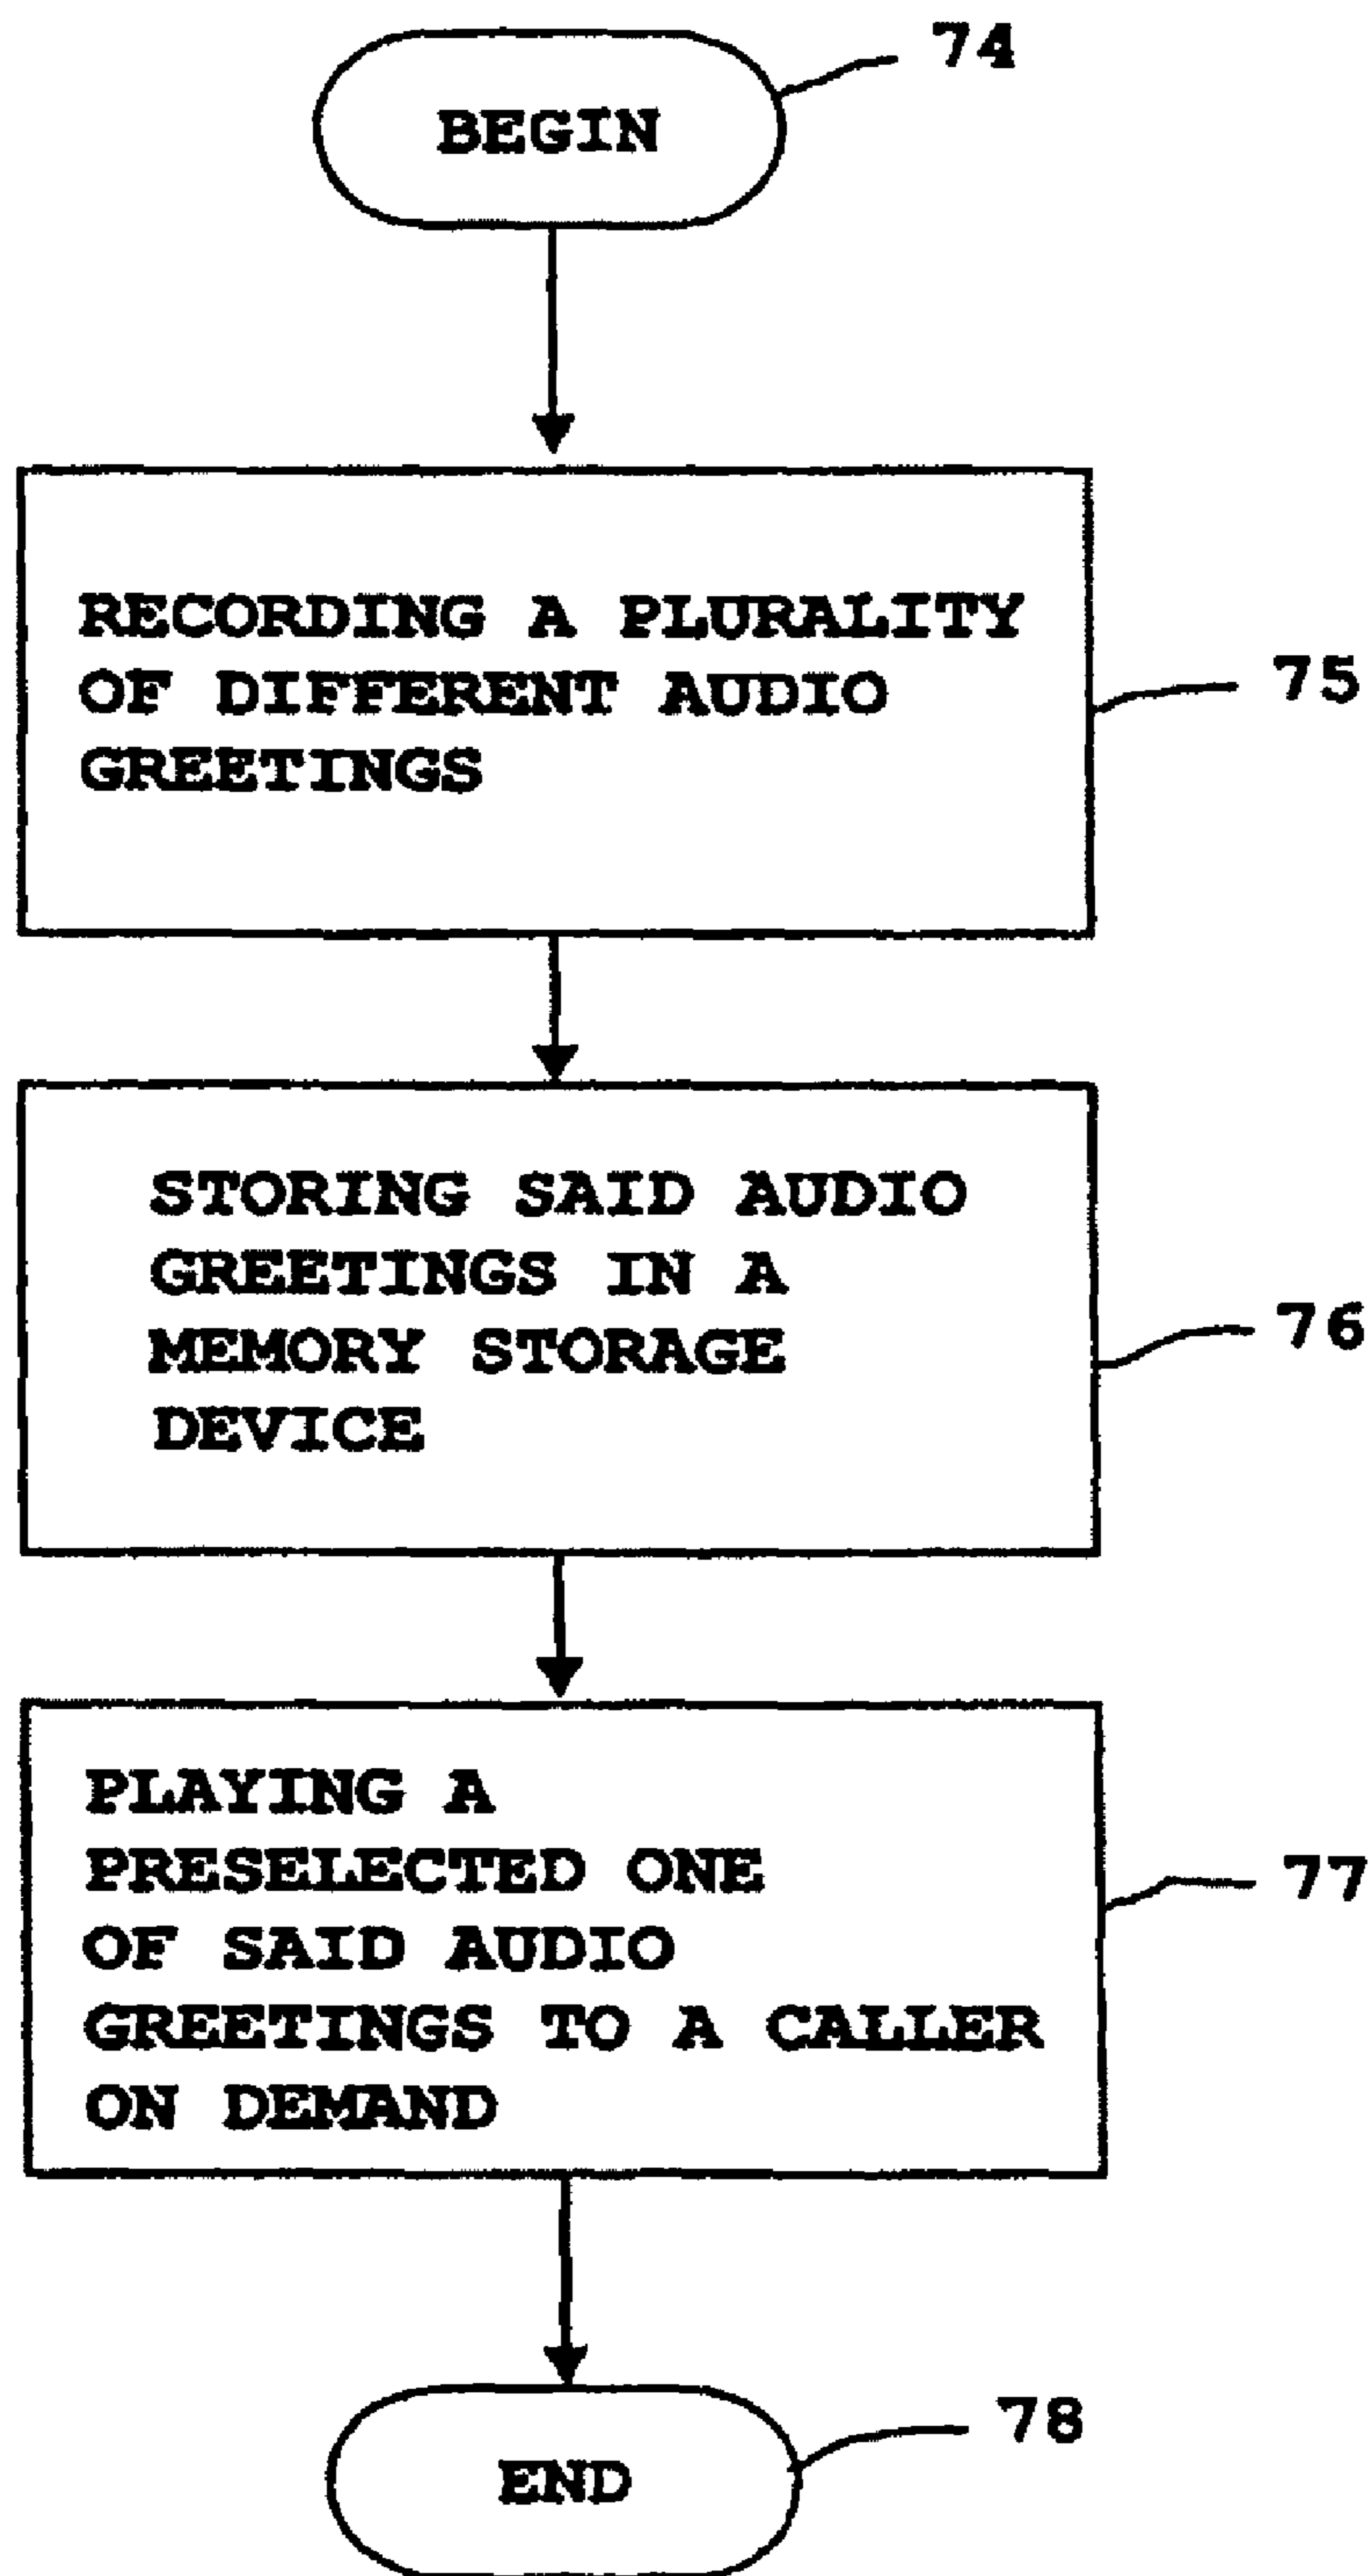 74
BEGIN
RECORDING A PLURALITY
OF DIFFERENT AUDIO
GREETINGS
75
STORING SAID AUDIO
GREETINGS IN A
MEMORY STORAGE
DEVICE
76
PLAYING A
PRESELECTED ONE
OF SAID AUDIO
GREETINGS TO A CALLER
ON DEMAND
77
78
END